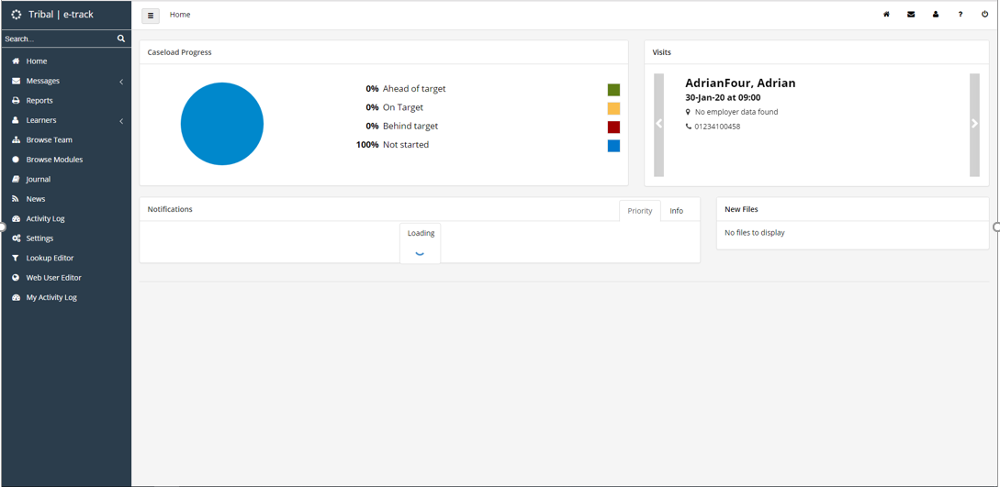 Tribal | e-track
Search...
Home
Messages
Reports
Learners
Browse Team
Browse Modules
Journal
News
Activity Log
Settings
Lookup Editor
Web User Editor
My Activity Log
Home
?
Caseload Progress
0% Ahead of target
0% On Target
0% Behind target
100% Not started
Visits
AdrianFour, Adrian
30-Jan-20 at 09:00
No employer data found
01234100458
Notifications
Priority Info
Loading
New Files
No files to display